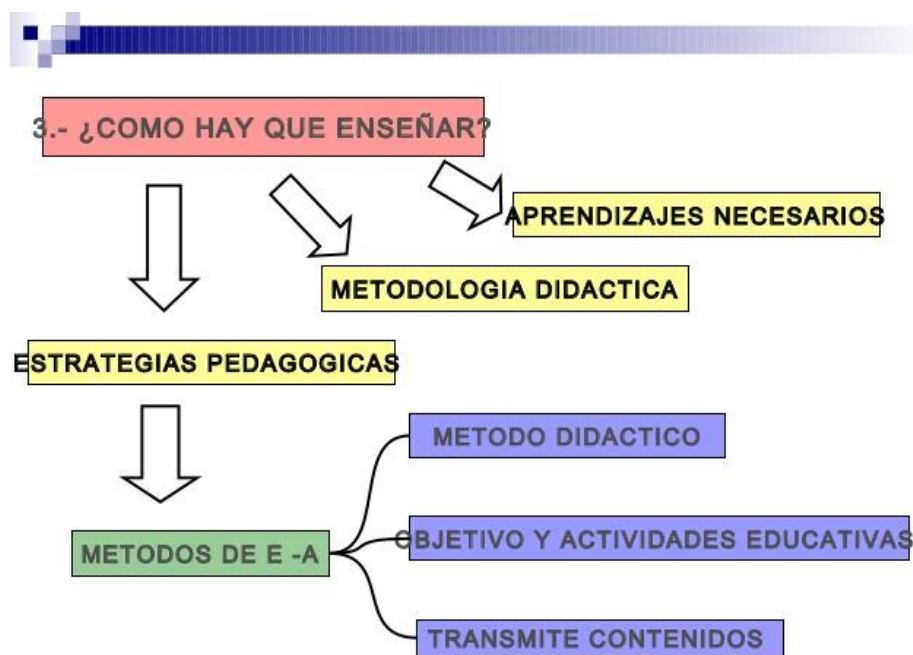 3.- ¿COMO HAY QUE ENSEÑAR?
APRENDIZAJES NECESARIOS
METODOLOGIA DIDACTICA
ESTRATEGIAS PEDAGOGICAS
METODO DIDACTICO
OBJETIVO Y ACTIVIDADES EDUCATIVAS
METODOS DE E -A
TRANSMITE CONTENIDOS